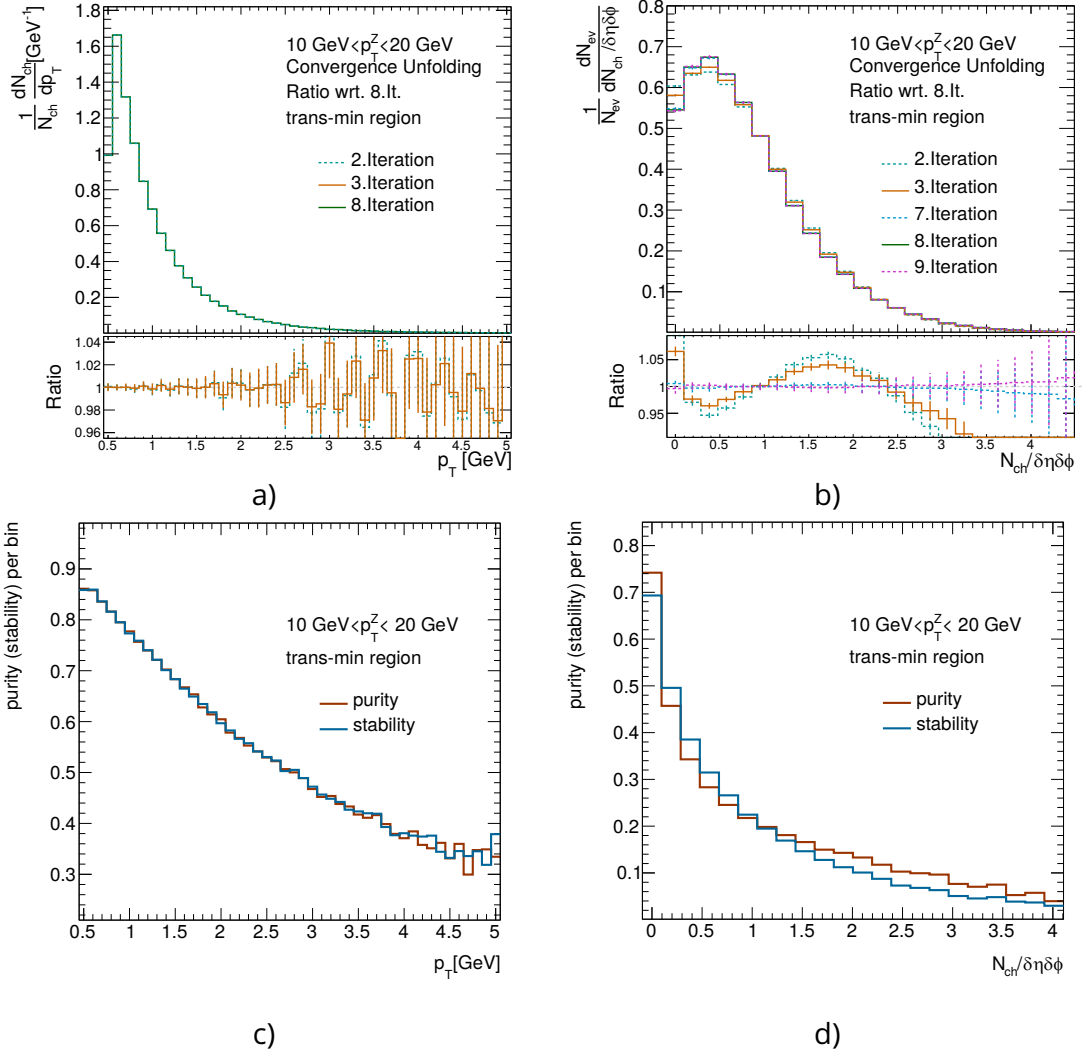 1/N_ch dN_ch/dp_T [GeV⁻¹]
1.8
1.6
1.4
1.2
1
0.8
0.6
0.4
0.2
10 GeV<p_T^Z<20 GeV
Convergence Unfolding
Ratio wrt. 8.It.
trans-min region
2.Iteration
3.Iteration
8.Iteration
Ratio
1.04
1.02
1
0.98
0.96
0.5 1 1.5 2 2.5 3 3.5 4 4.5 5
p_T [GeV]
a)
1/N_ev dN_ev/dN_ch/δηδϕ
0.8
0.7
0.6
0.5
0.4
0.3
0.2
0.1
10 GeV<p_T^Z<20 GeV
Convergence Unfolding
Ratio wrt. 8.It.
trans-min region
2.Iteration
3.Iteration
7.Iteration
8.Iteration
9.Iteration
Ratio
1.05
1
0.95
0 0.5 1 1.5 2 2.5 3 3.5 4 4.5
N_ch/δηδϕ
b)
purity (stability) per bin
0.9
0.8
0.7
0.6
0.5
0.4
0.3
10 GeV<p_T^Z< 20 GeV
trans-min region
purity
stability
0.5 1 1.5 2 2.5 3 3.5 4 4.5 5
p_T[GeV]
c)
purity (stability) per bin
0.8
0.7
0.6
0.5
0.4
0.3
0.2
0.1
10 GeV<p_T^Z< 20 GeV
trans-min region
purity
stability
0 0.5 1 1.5 2 2.5 3 3.5 4
N_ch/δηδϕ
d)